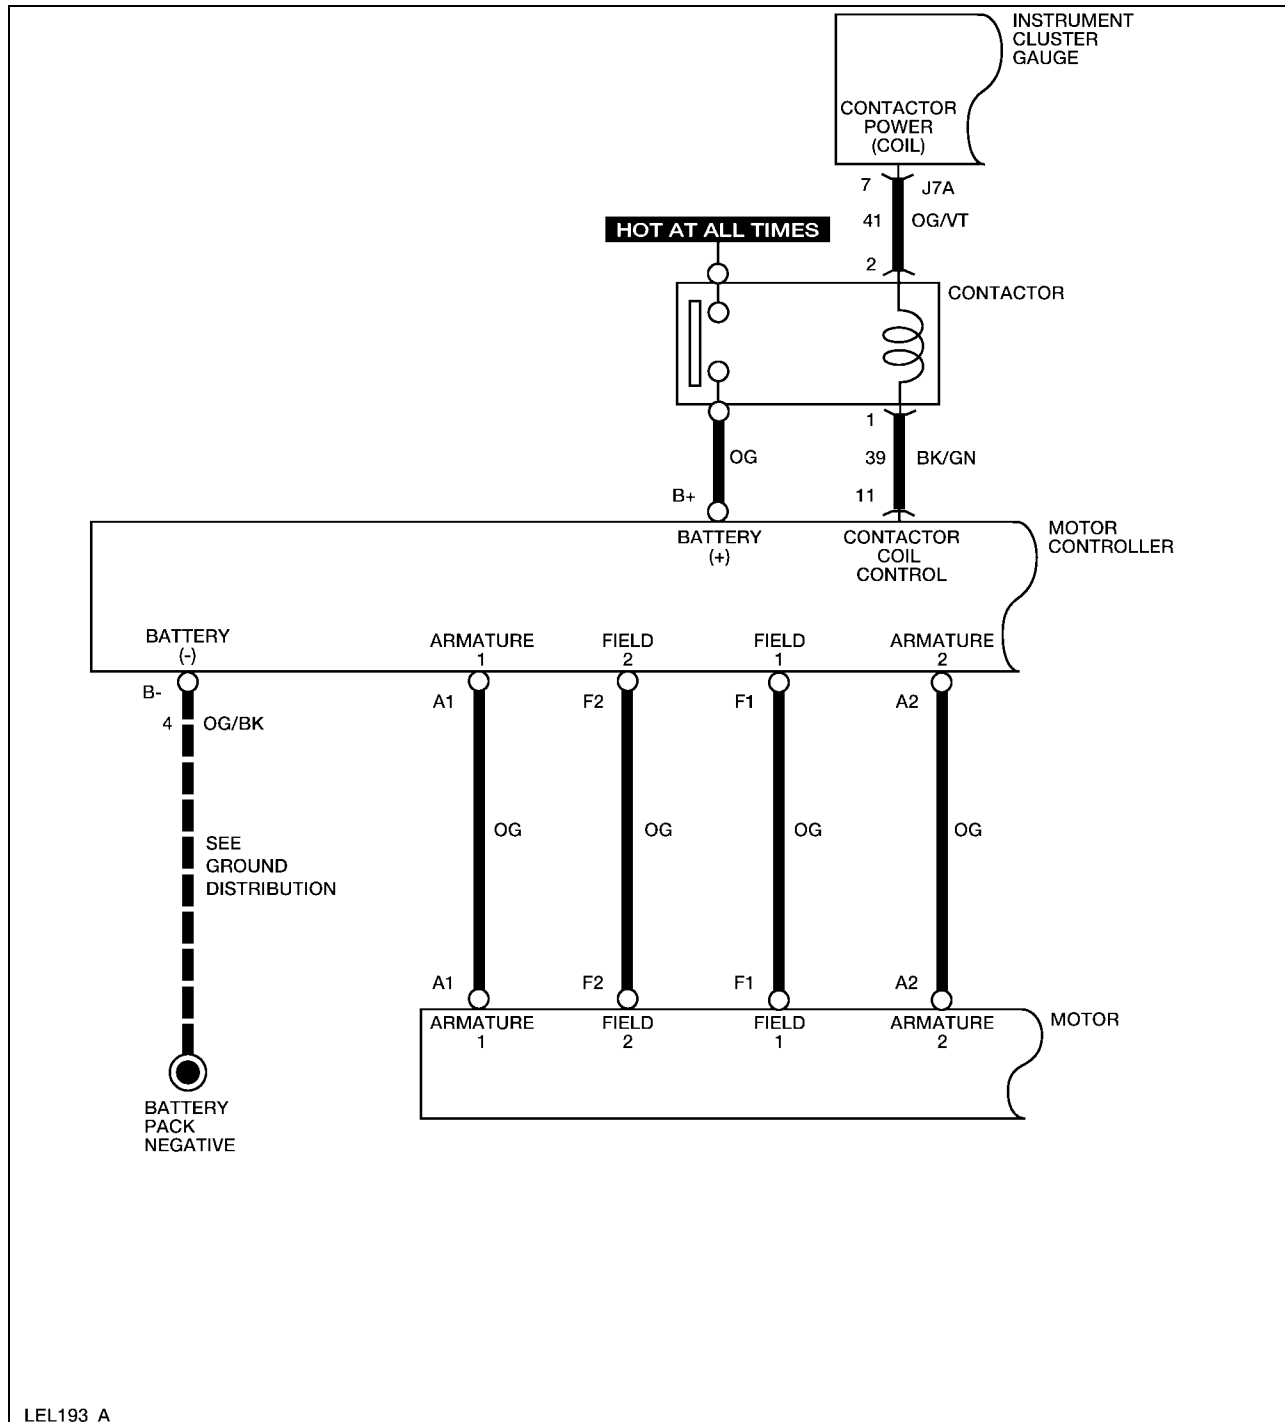 INSTRUMENT
CLUSTER
GAUGE
CONTACTOR
POWER
(COIL)
7 J7A
41 OG/VT
HOT AT ALL TIMES
2
CONTACTOR
1
OG
39 BK/GN
B+
11
BATTERY
(+)
CONTACTOR
COIL
CONTROL
MOTOR
CONTROLLER
BATTERY
(-)
ARMATURE
1
FIELD
2
FIELD
1
ARMATURE
2
B-
4 OG/BK
A1
F2
F1
A2
OG
OG
OG
OG
SEE
GROUND
DISTRIBUTION
A1
F2
F1
A2
ARMATURE
1
FIELD
2
FIELD
1
ARMATURE
2
MOTOR
BATTERY
PACK
NEGATIVE
LEL193 A